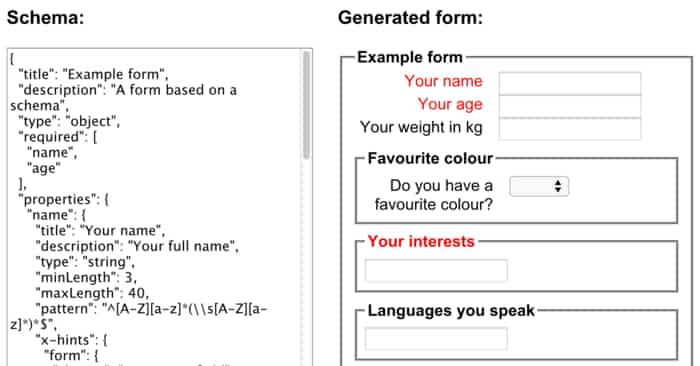 Schema:
{
"title": "Example form",
"description": "A form based on a
schema",
"type": "object",
"required": [
"name",
"age"
],
"properties": {
"name": {
"title": "Your name",
"description": "Your full name",
"type": "string",
"minLength": 3,
"maxLength": 40,
"pattern": "^[A-Z][a-z]*(\\s[A-Z][a-
z]*)*$",
"x-hints": {
"form": {
Generated form:
Example form
Your name
Your age
Your weight in kg
Favourite colour
Do you have a
favourite colour?
Your interests
Languages you speak